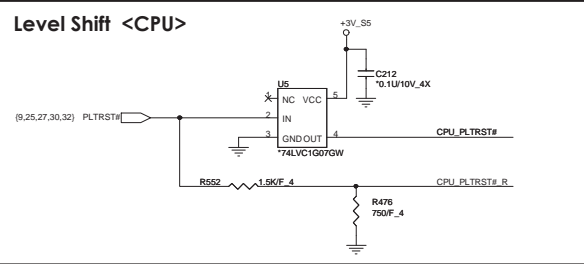 Level Shift <CPU>
+3V_S5
C212
*0.1U/10V_4X
U5
1 NC VCC 5
{9,25,27,30,32} PLTRST# 2 IN
3 GND OUT 4 CPU_PLTRST#
*74LVC1G07GW
R552 1.5K/F_4 CPU_PLTRST#_R
R476
750/F_4